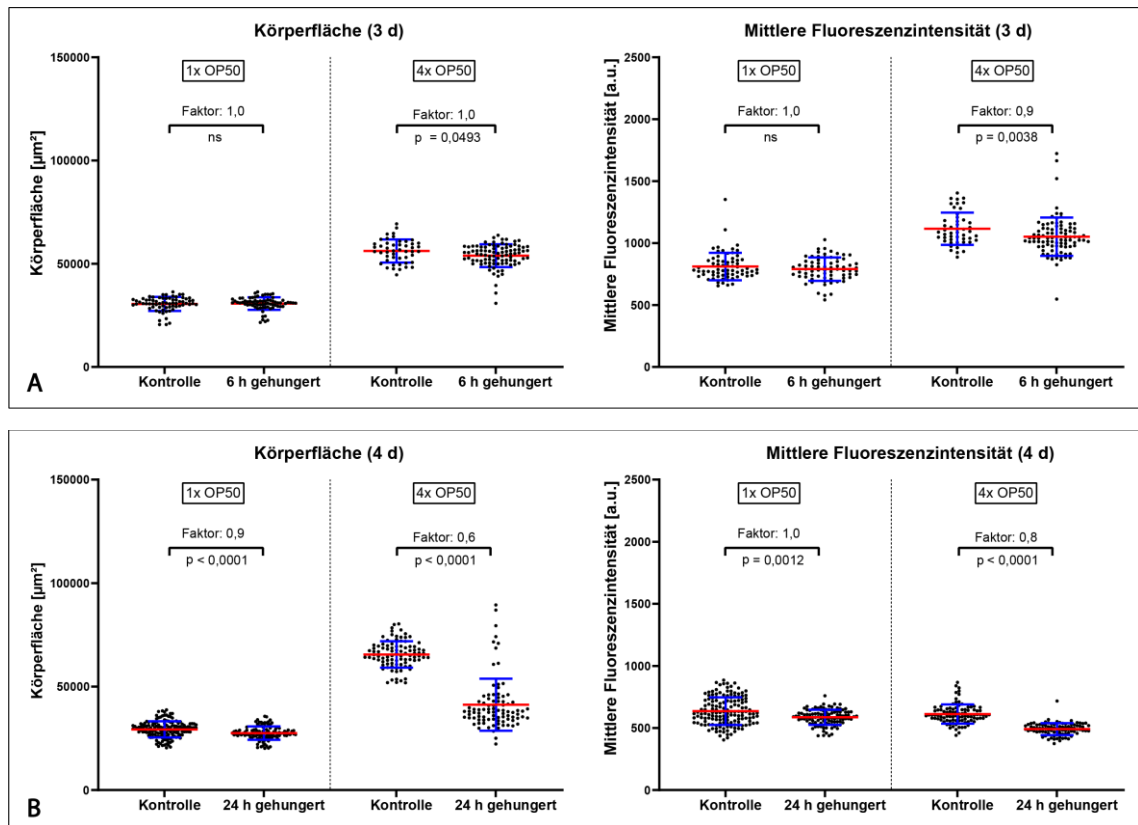 Körperfläche (3 d)
Körperfläche [µm²]
150000
100000
50000
0
1x OP50
4x OP50
Faktor: 1,0
Faktor: 1,0
ns
p = 0,0493
Kontrolle
6 h gehungert
Kontrolle
6 h gehungert
A
Mittlere Fluoreszenzintensität (3 d)
Mittlere Fluoreszenzintensität [a.u.]
2500
2000
1500
1000
500
0
1x OP50
4x OP50
Faktor: 1,0
Faktor: 0,9
ns
p = 0,0038
Kontrolle
6 h gehungert
Kontrolle
6 h gehungert
Körperfläche (4 d)
Körperfläche [µm²]
150000
100000
50000
0
1x OP50
4x OP50
Faktor: 0,9
Faktor: 0,6
p < 0,0001
p < 0,0001
Kontrolle
24 h gehungert
Kontrolle
24 h gehungert
B
Mittlere Fluoreszenzintensität (4 d)
Mittlere Fluoreszenzintensität [a.u.]
2500
2000
1500
1000
500
0
1x OP50
4x OP50
Faktor: 1,0
Faktor: 0,8
p = 0,0012
p < 0,0001
Kontrolle
24 h gehungert
Kontrolle
24 h gehungert